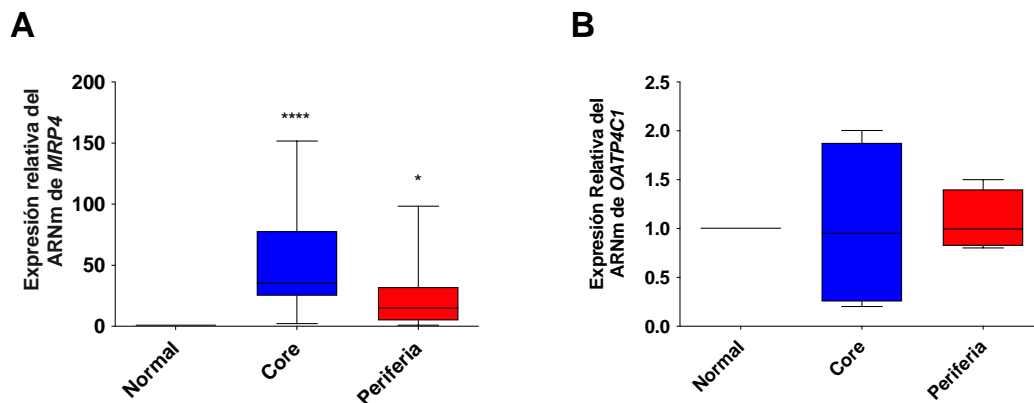 A
Expresión relativa del
ARNm de MRP4
200
150
100
50
0
****
*
Normal
Core
Periferia
B
Expresión Relativa del
ARNm de OATP4C1
2.5
2.0
1.5
1.0
0.5
0.0
Normal
Core
Periferia